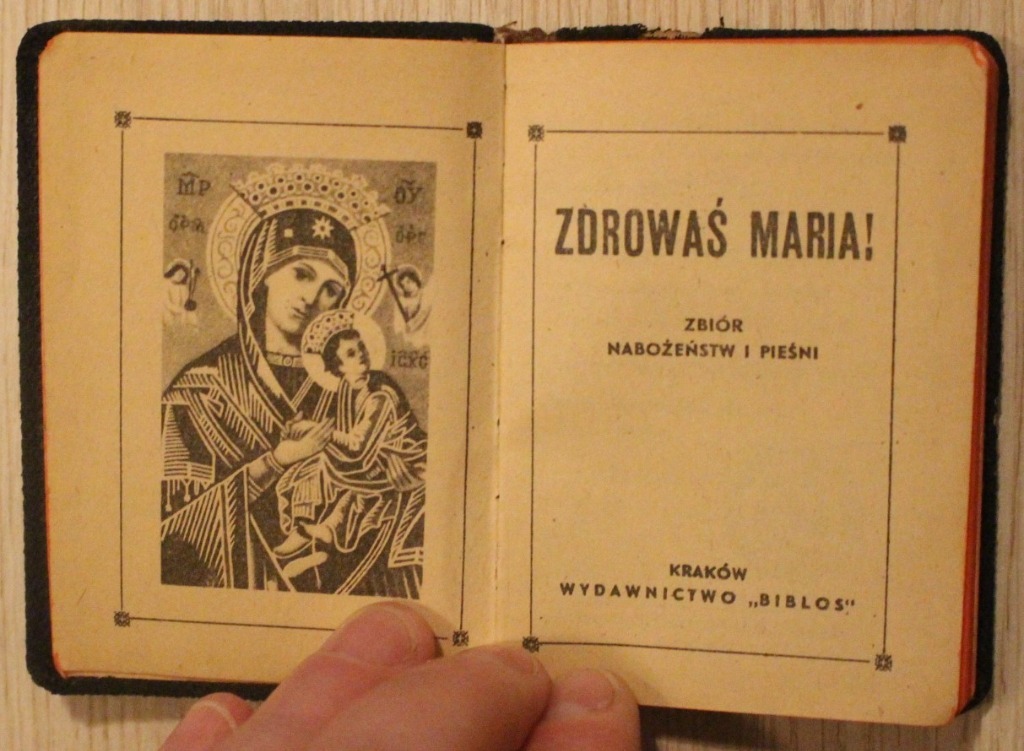 ZDROWAŚ MARIA!
ZBIÓR
NABOŻEŃSTW I PIEŚNI
KRAKÓW
WYDAWNICTWO „BIBLOS"